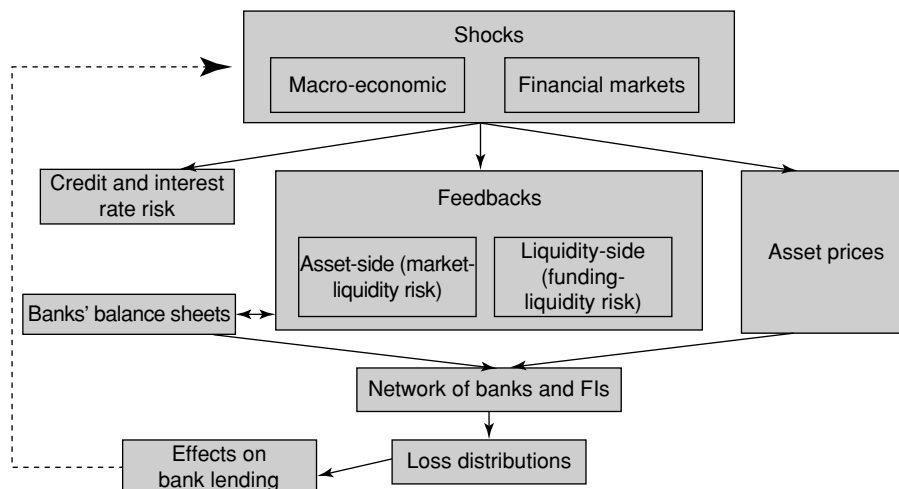 Shocks
Macro-economic
Financial markets
Credit and interest
rate risk
Feedbacks
Asset-side (market-
liquidity risk)
Liquidity-side
(funding-
liquidity risk)
Asset prices
Banks' balance sheets
Network of banks and FIs
Loss distributions
Effects on
bank lending